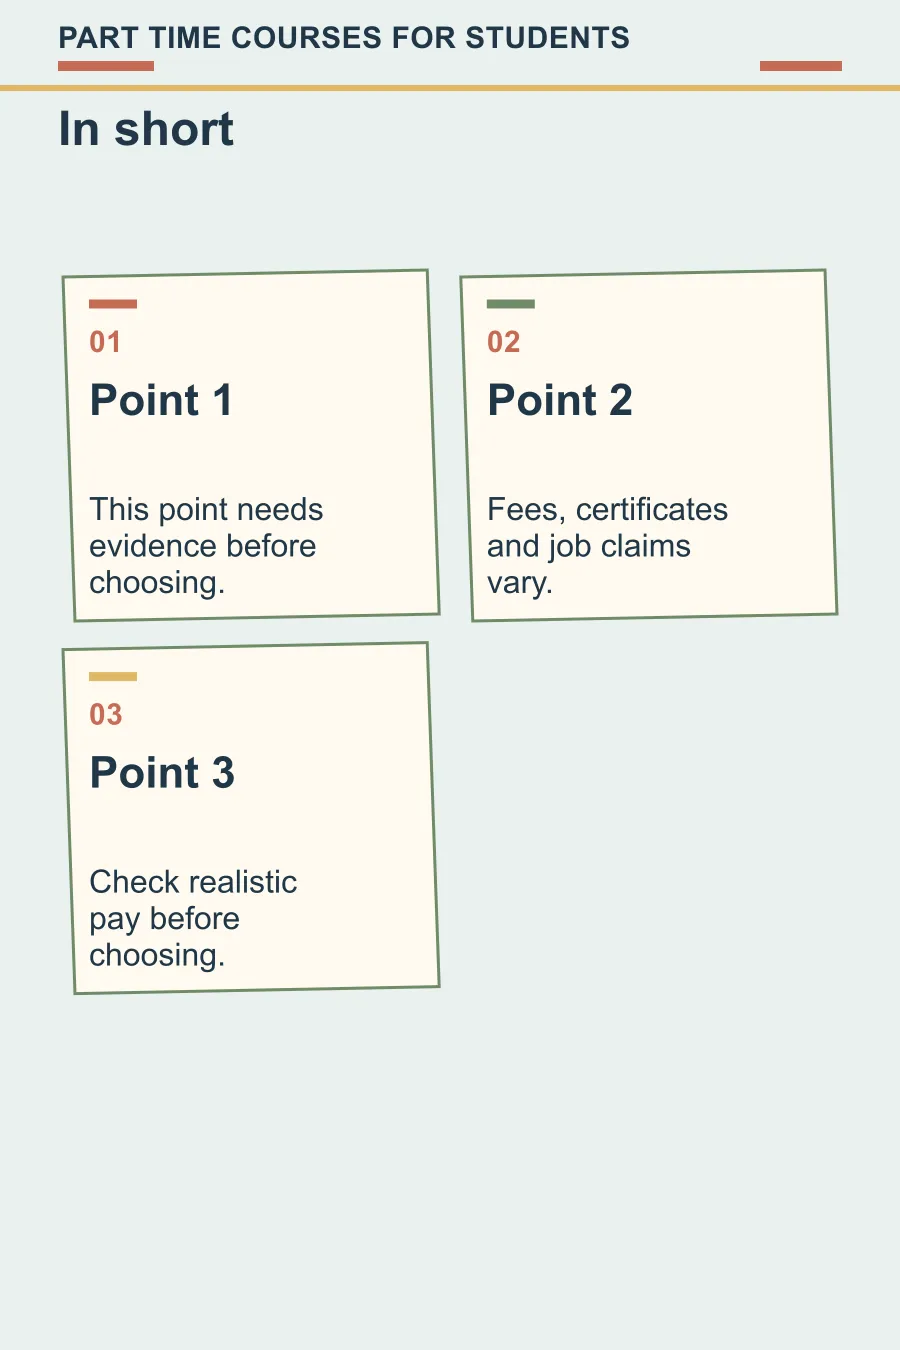 PART TIME COURSES FOR STUDENTS
In short
01
Point 1
This point needs
evidence before
choosing.
02
Point 2
Fees, certificates
and job claims
vary.
03
Point 3
Check realistic
pay before
choosing.